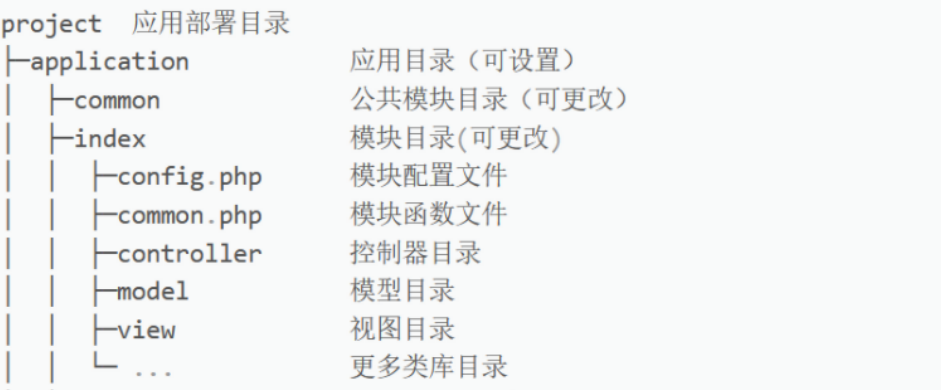 project 应用部署目录
├─application 应用目录（可设置）
│ ├─common 公共模块目录（可更改）
│ ├─index 模块目录(可更改)
│ │ ├─config.php 模块配置文件
│ │ ├─common.php 模块函数文件
│ │ ├─controller 控制器目录
│ │ ├─model 模型目录
│ │ ├─view 视图目录
│ │ └─ ... 更多类库目录